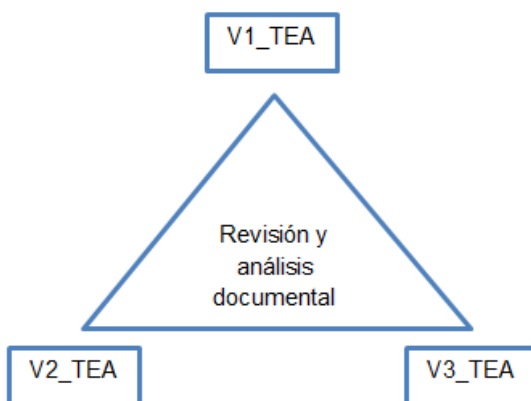 V1_TEA
Revisión y
análisis
documental
V2_TEA
V3_TEA